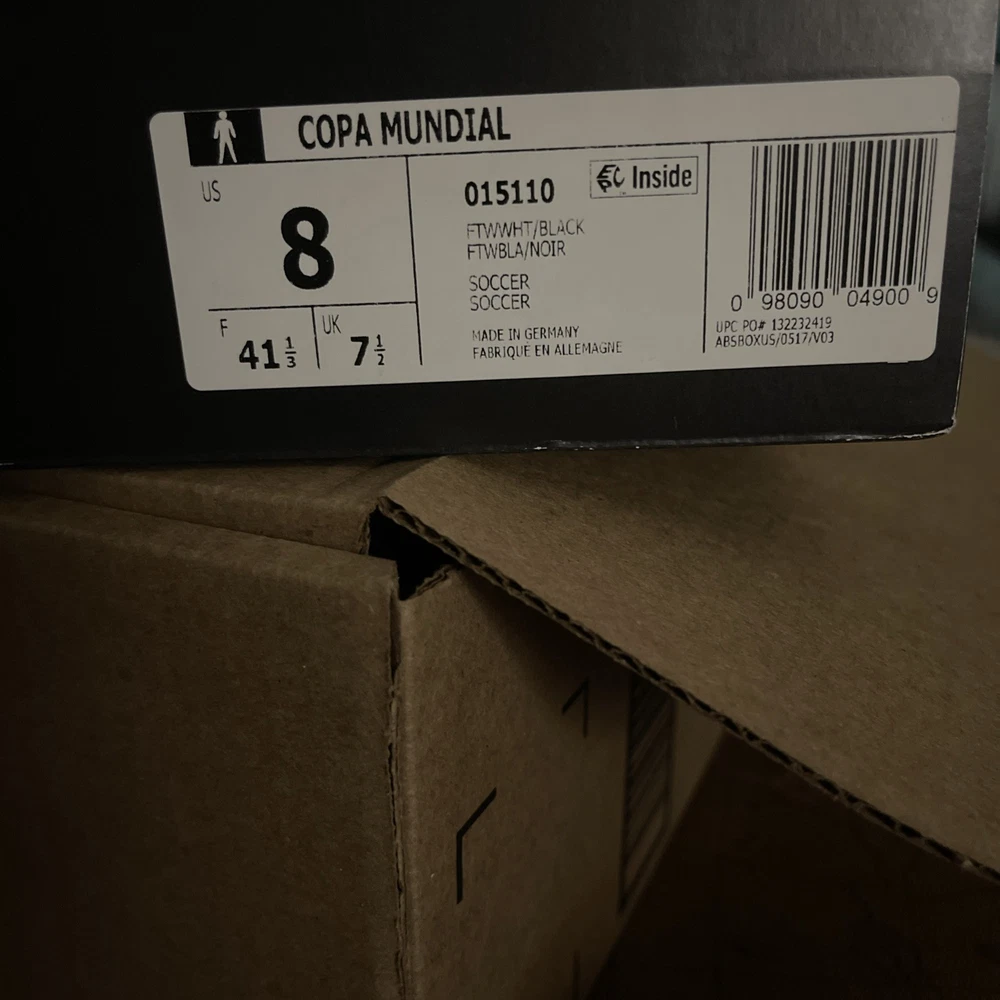 COPA MUNDIAL
US
8
F
41 1/3
UK
7 1/2
015110
Inside
FTWWHT/BLACK
FTWBLA/NOIR
SOCCER
SOCCER
MADE IN GERMANY
FABRIQUE EN ALLEMAGNE
0 98090 04900 9
UPC PO# 132232419
ABSBOXUS/0517/V03